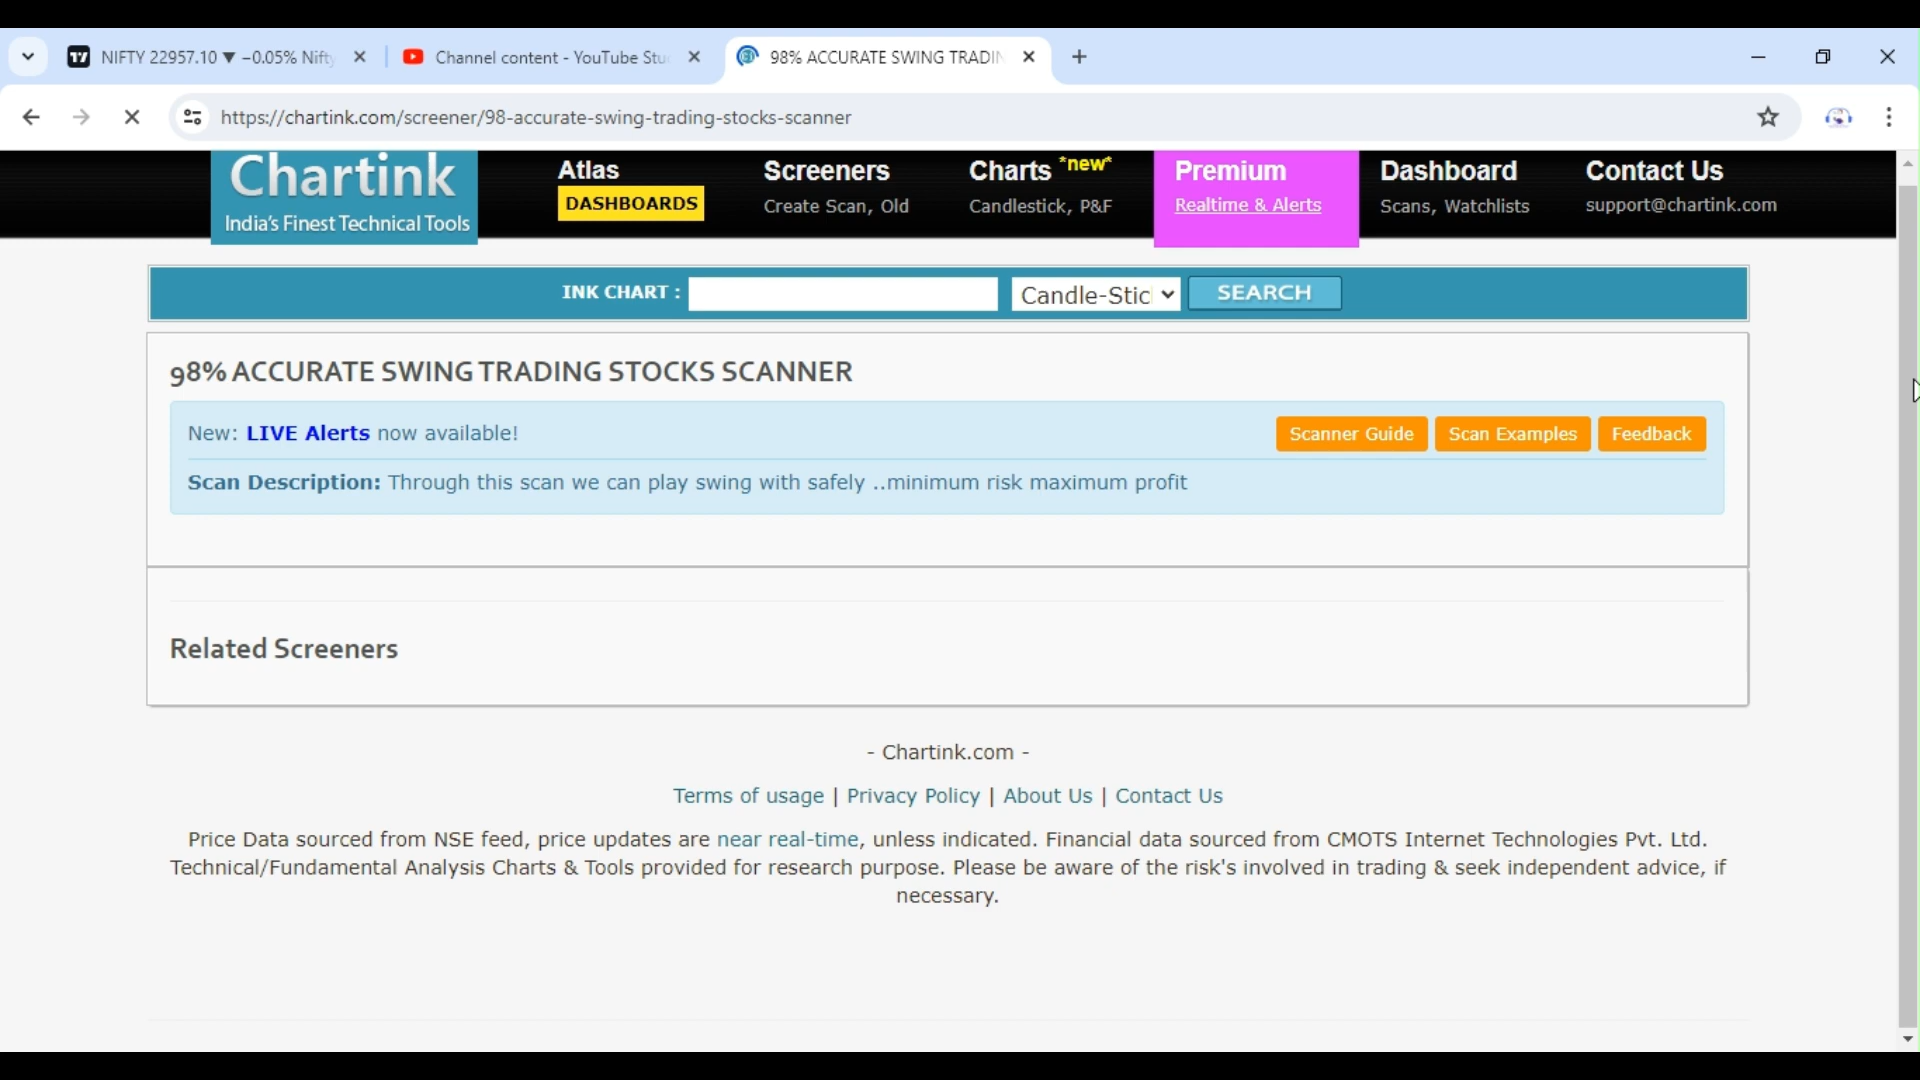 NIFTY 22957.10 ▼ −0.05% Nifty
Channel content - YouTube Stu
98% ACCURATE SWING TRADIN
https://chartink.com/screener/98-accurate-swing-trading-stocks-scanner
Chartink
India's Finest Technical Tools
Atlas
DASHBOARDS
Screeners
Create Scan, Old
Charts *new*
Candlestick, P&F
Premium
Realtime & Alerts
Dashboard
Scans, Watchlists
Contact Us
support@chartink.com
INK CHART :
Candle-Stic
SEARCH
98% ACCURATE SWING TRADING STOCKS SCANNER
New: LIVE Alerts now available!
Scanner Guide
Scan Examples
Feedback
Scan Description: Through this scan we can play swing with safely ..minimum risk maximum profit
Related Screeners
- Chartink.com -
Terms of usage | Privacy Policy | About Us | Contact Us
Price Data sourced from NSE feed, price updates are near real-time, unless indicated. Financial data sourced from CMOTS Internet Technologies Pvt. Ltd.
Technical/Fundamental Analysis Charts & Tools provided for research purpose. Please be aware of the risk's involved in trading & seek independent advice, if
necessary.